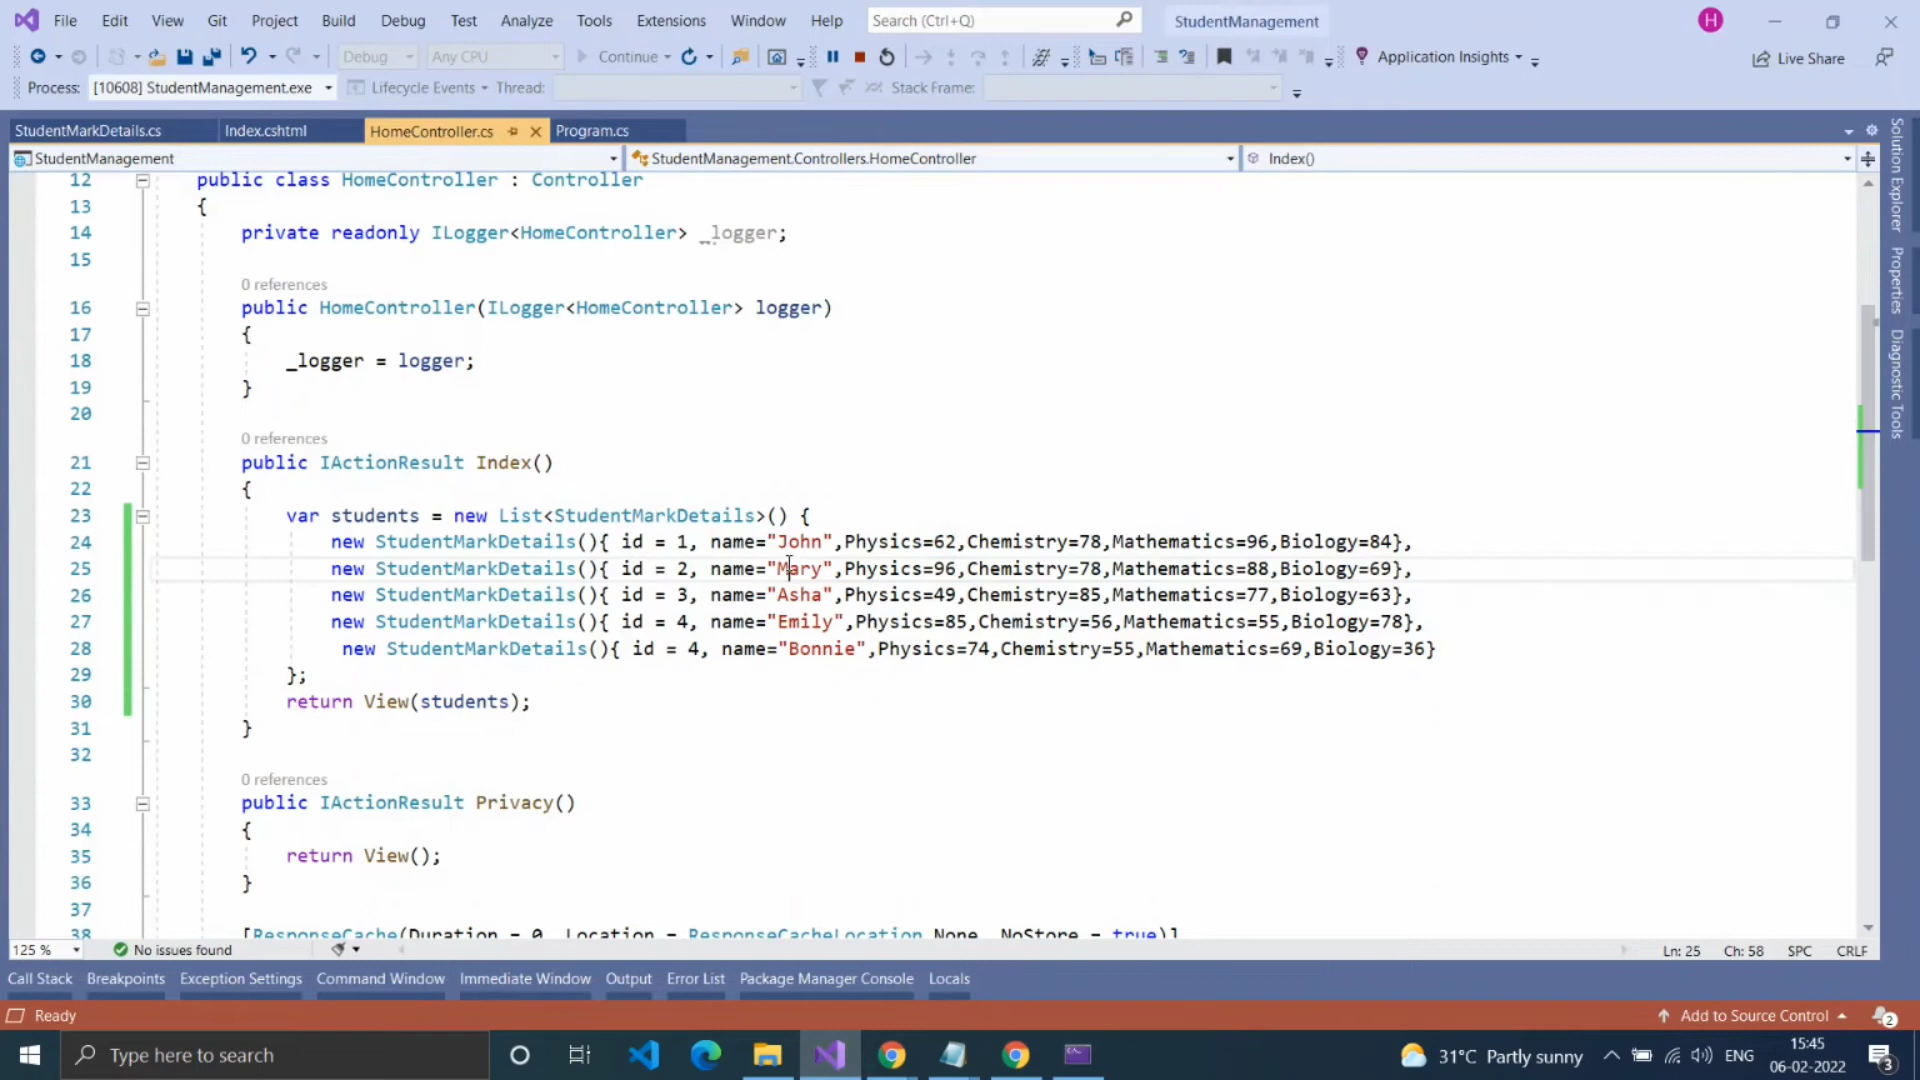 File Edit View Git Project Build Debug Test Analyze Tools Extensions Window Help Search (Ctrl+Q) StudentManagement H
Debug Any CPU Continue Application Insights Live Share
Process: [10608] StudentManagement.exe Lifecycle Events Thread: Stack Frame:
StudentMarkDetails.cs Index.cshtml HomeController.cs Program.cs
StudentManagement StudentManagement.Controllers.HomeController Index()
12 public class HomeController : Controller
13 {
14 private readonly ILogger<HomeController> _logger;
15
0 references
16 public HomeController(ILogger<HomeController> logger)
17 {
18 _logger = logger;
19 }
20
0 references
21 public IActionResult Index()
22 {
23 var students = new List<StudentMarkDetails>() {
24 new StudentMarkDetails(){ id = 1, name="John",Physics=62,Chemistry=78,Mathematics=96,Biology=84},
25 new StudentMarkDetails(){ id = 2, name="Mary",Physics=96,Chemistry=78,Mathematics=88,Biology=69},
26 new StudentMarkDetails(){ id = 3, name="Asha",Physics=49,Chemistry=85,Mathematics=77,Biology=63},
27 new StudentMarkDetails(){ id = 4, name="Emily",Physics=85,Chemistry=56,Mathematics=55,Biology=78},
28 new StudentMarkDetails(){ id = 4, name="Bonnie",Physics=74,Chemistry=55,Mathematics=69,Biology=36}
29 };
30 return View(students);
31 }
32
0 references
33 public IActionResult Privacy()
34 {
35 return View();
36 }
37
38 [ResponseCache(Duration = 0, Location = ResponseCacheLocation.None, NoStore = true)]
Solution Explorer
Properties
Diagnostic Tools
125 % No issues found Ln: 25 Ch: 58 SPC CRLF
Call Stack Breakpoints Exception Settings Command Window Immediate Window Output Error List Package Manager Console Locals
Ready Add to Source Control 2
Type here to search 31°C Partly sunny ENG 15:45
06-02-2022 3